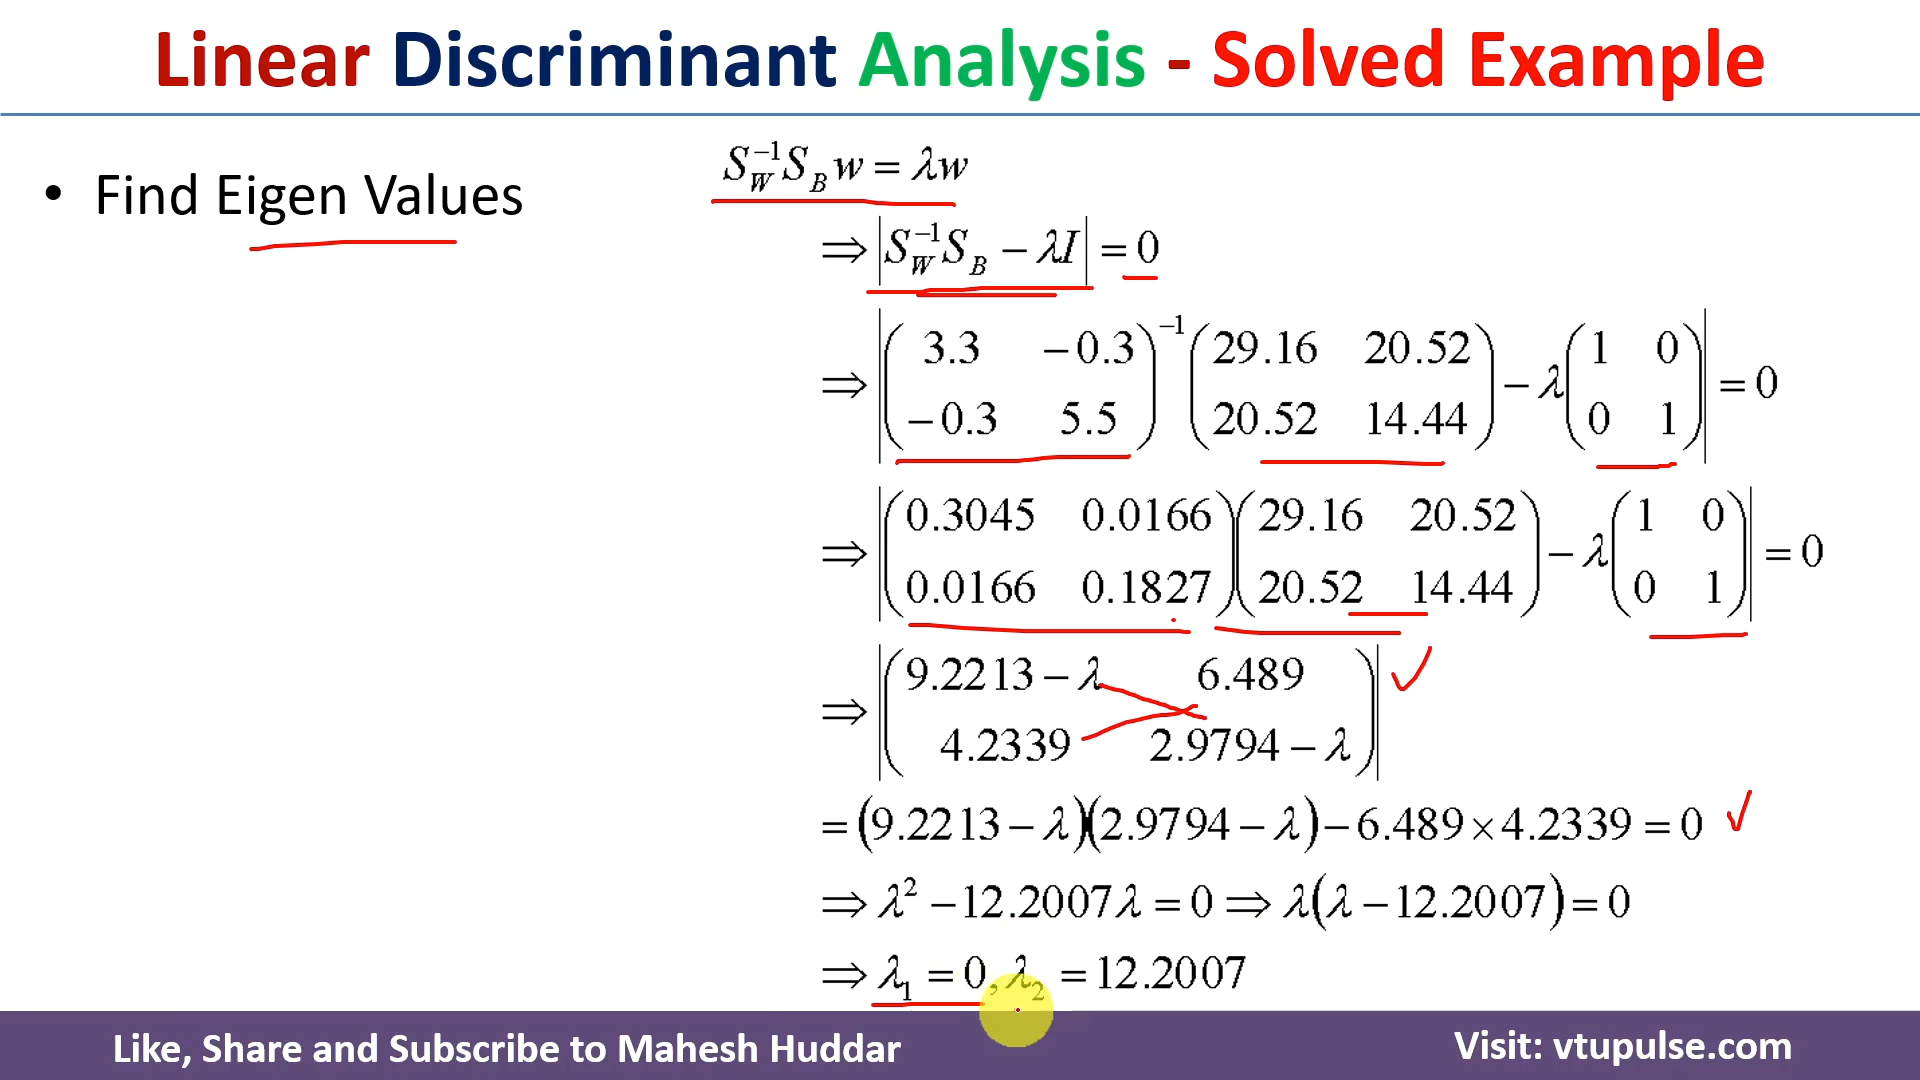 Linear Discriminant Analysis - Solved Example
• Find Eigen Values
S_W^{-1} S_B w = λw
⇒ |S_W^{-1} S_B − λI| = 0
⇒ |( 3.3 −0.3 ; −0.3 5.5 )^{-1} ( 29.16 20.52 ; 20.52 14.44 ) − λ( 1 0 ; 0 1 )| = 0
⇒ |( 0.3045 0.0166 ; 0.0166 0.1827 )( 29.16 20.52 ; 20.52 14.44 ) − λ( 1 0 ; 0 1 )| = 0
⇒ |( 9.2213 − λ 6.489 ; 4.2339 2.9794 − λ )|
= (9.2213 − λ)(2.9794 − λ) − 6.489 × 4.2339 = 0
⇒ λ² − 12.2007λ = 0 ⇒ λ(λ − 12.2007) = 0
⇒ λ₁ = 0, λ₂ = 12.2007
Like, Share and Subscribe to Mahesh Huddar
Visit: vtupulse.com